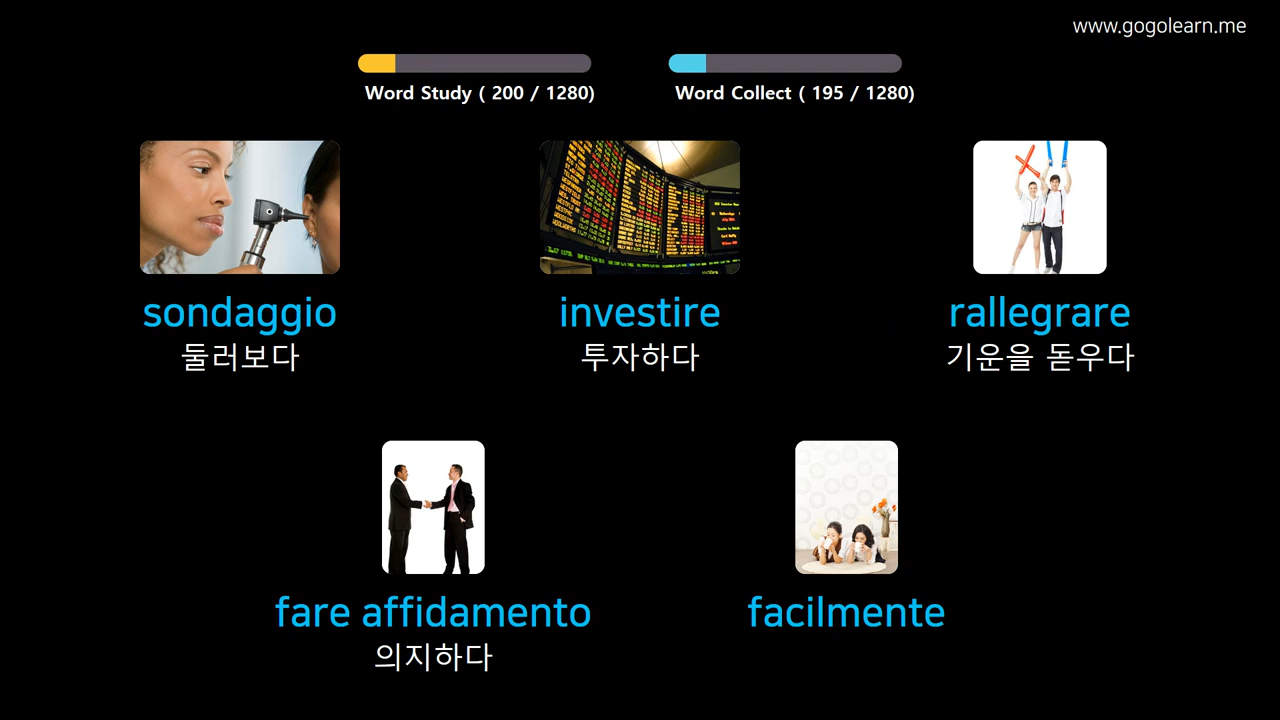 www.gogolearn.me
Word Study ( 200 / 1280)
Word Collect ( 195 / 1280)
sondaggio
둘러보다
investire
투자하다
rallegrare
기운을 돋우다
fare affidamento
의지하다
facilmente